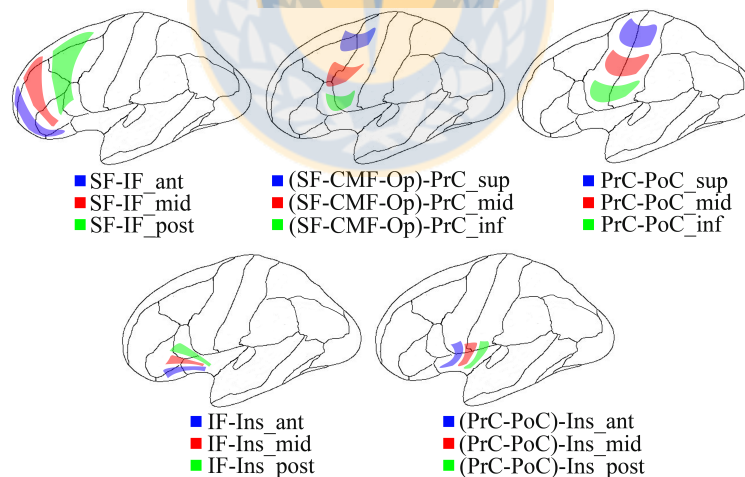 SF-IF_ant
SF-IF_mid
SF-IF_post
(SF-CMF-Op)-PrC_sup
(SF-CMF-Op)-PrC_mid
(SF-CMF-Op)-PrC_inf
PrC-PoC_sup
PrC-PoC_mid
PrC-PoC_inf
IF-Ins_ant
IF-Ins_mid
IF-Ins_post
(PrC-PoC)-Ins_ant
(PrC-PoC)-Ins_mid
(PrC-PoC)-Ins_post